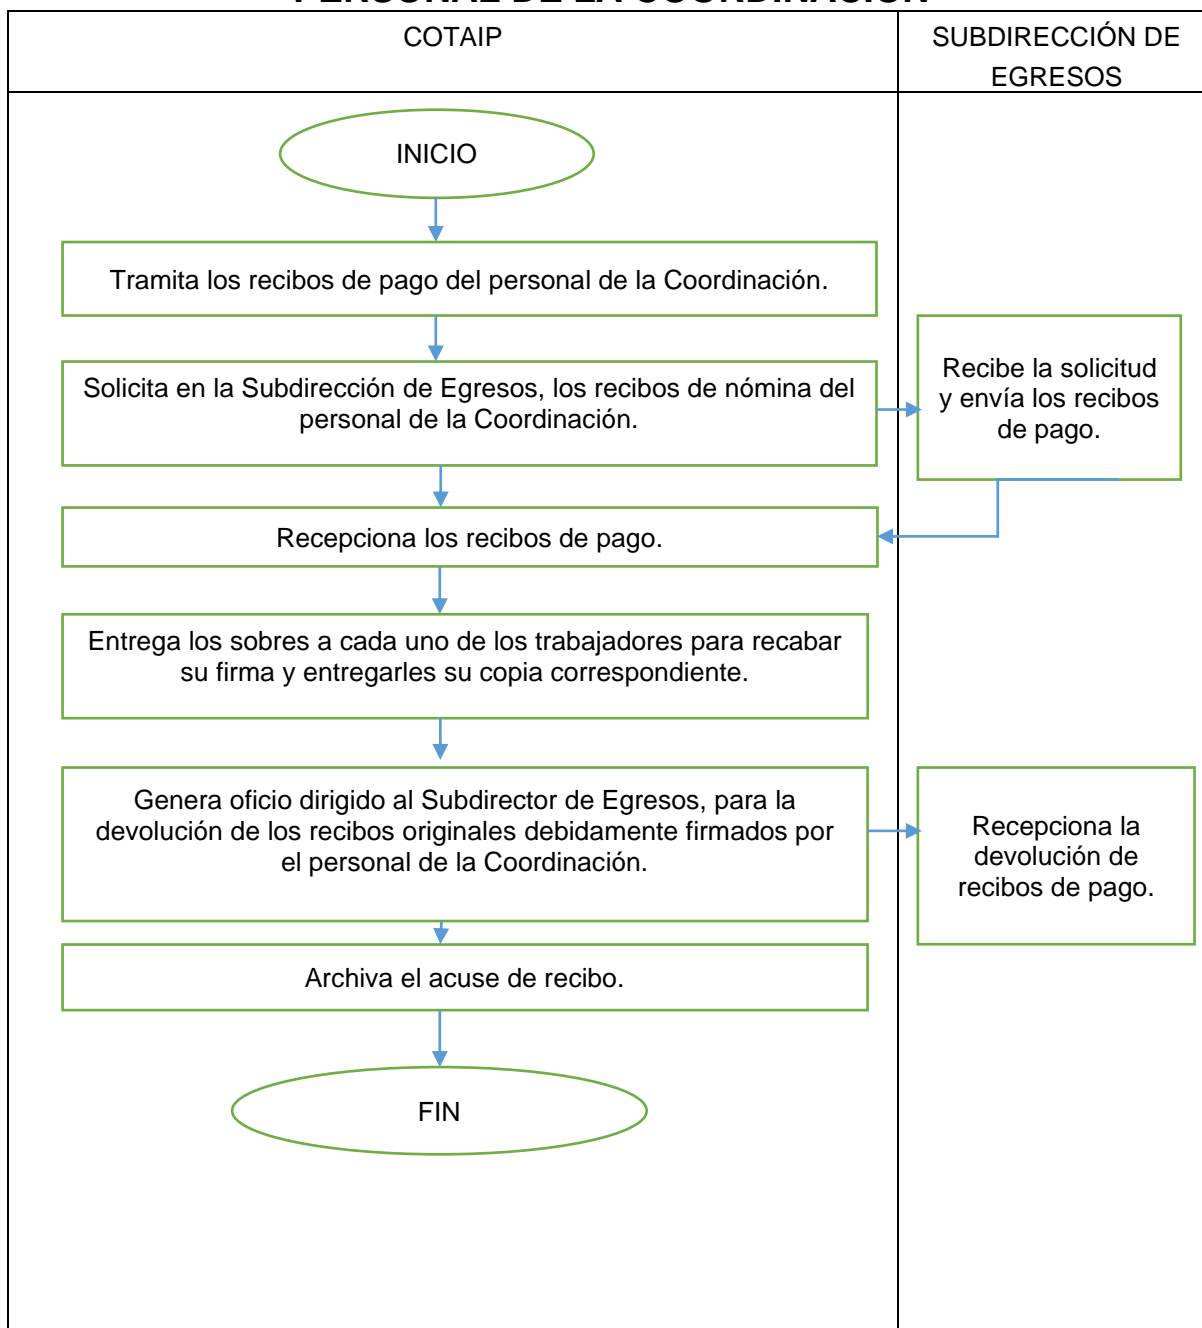 PERSONAL DE LA COORDINACIÓN
COTAIP
SUBDIRECCIÓN DE
EGRESOS
INICIO
Tramita los recibos de pago del personal de la Coordinación.
Solicita en la Subdirección de Egresos, los recibos de nómina del
personal de la Coordinación.
Recibe la solicitud
y envía los recibos
de pago.
Recepciona los recibos de pago.
Entrega los sobres a cada uno de los trabajadores para recabar
su firma y entregarles su copia correspondiente.
Genera oficio dirigido al Subdirector de Egresos, para la
devolución de los recibos originales debidamente firmados por
el personal de la Coordinación.
Recepciona la
devolución de
recibos de pago.
Archiva el acuse de recibo.
FIN